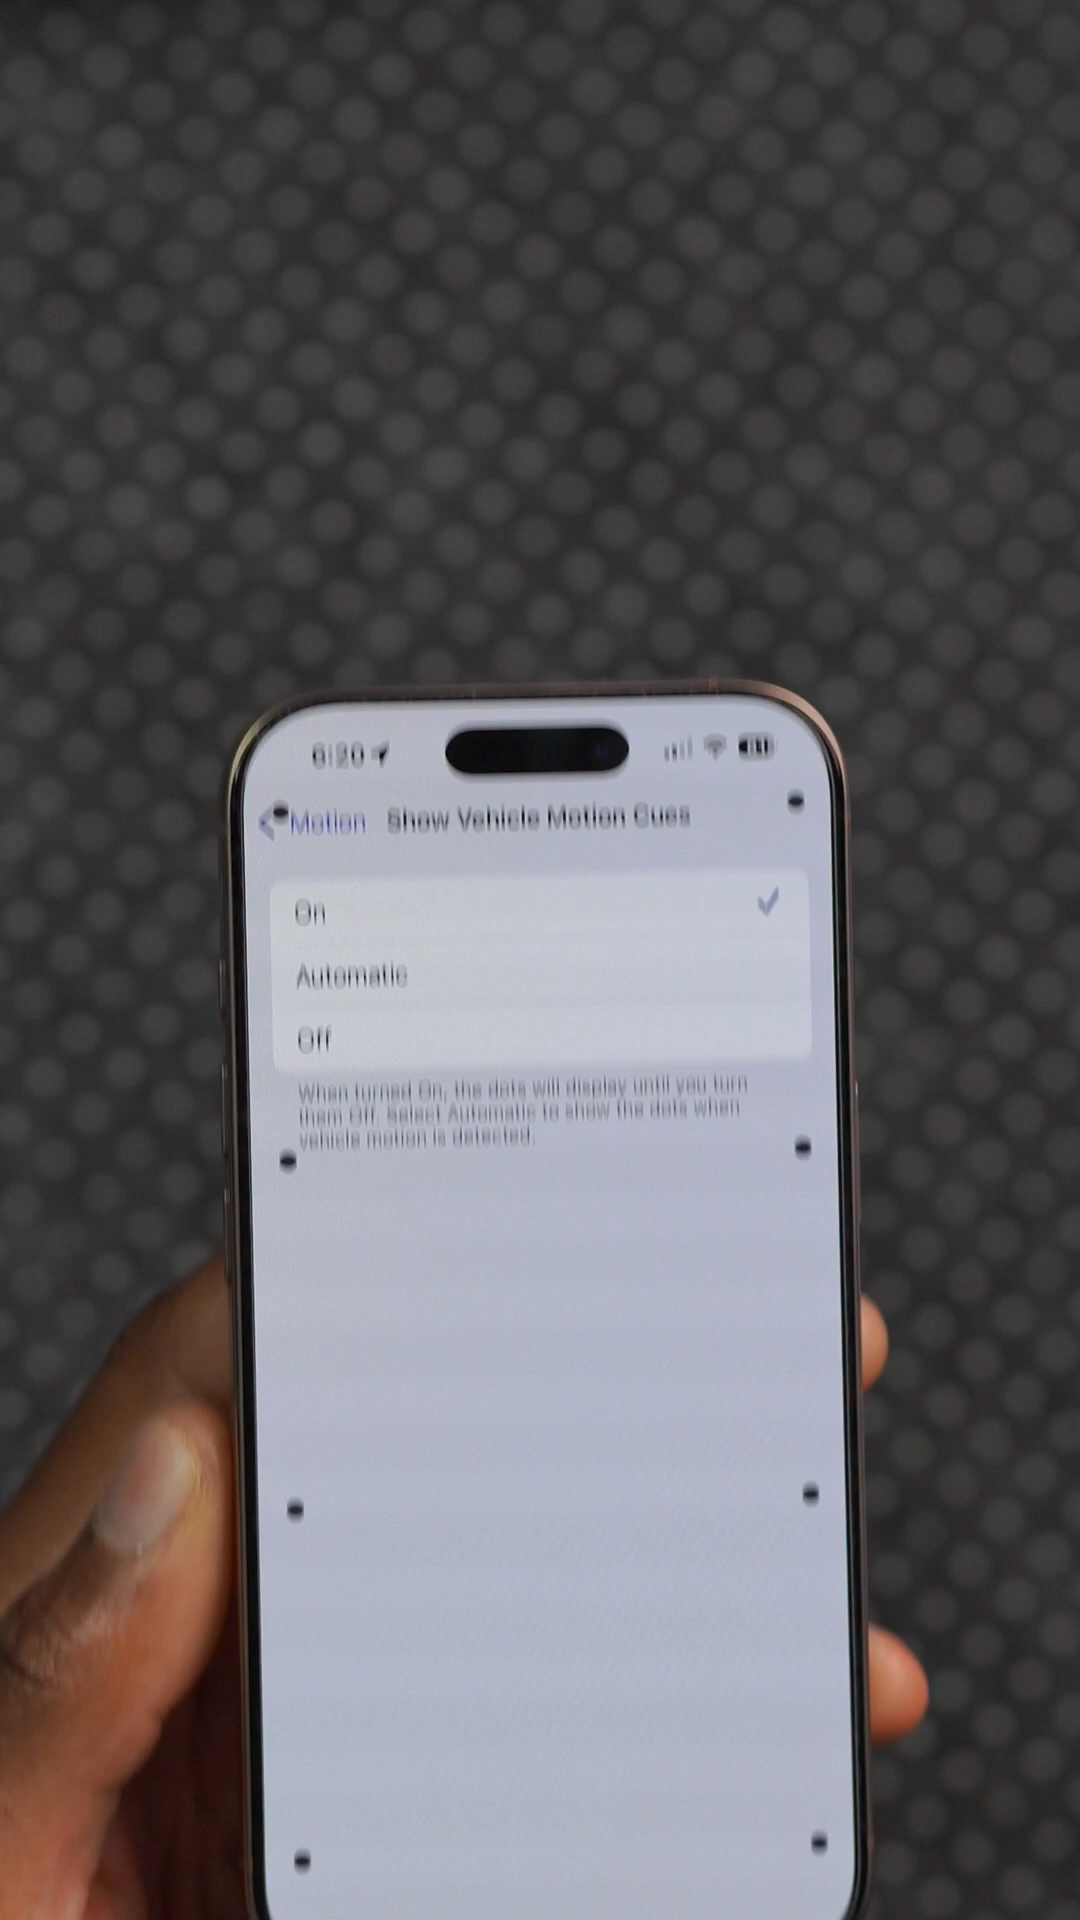 6:20
Motion Show Vehicle Motion Cues
On
Automatic
Off
When turned On, the dots will display until you turn
them Off. Select Automatic to show the dots when
vehicle motion is detected.